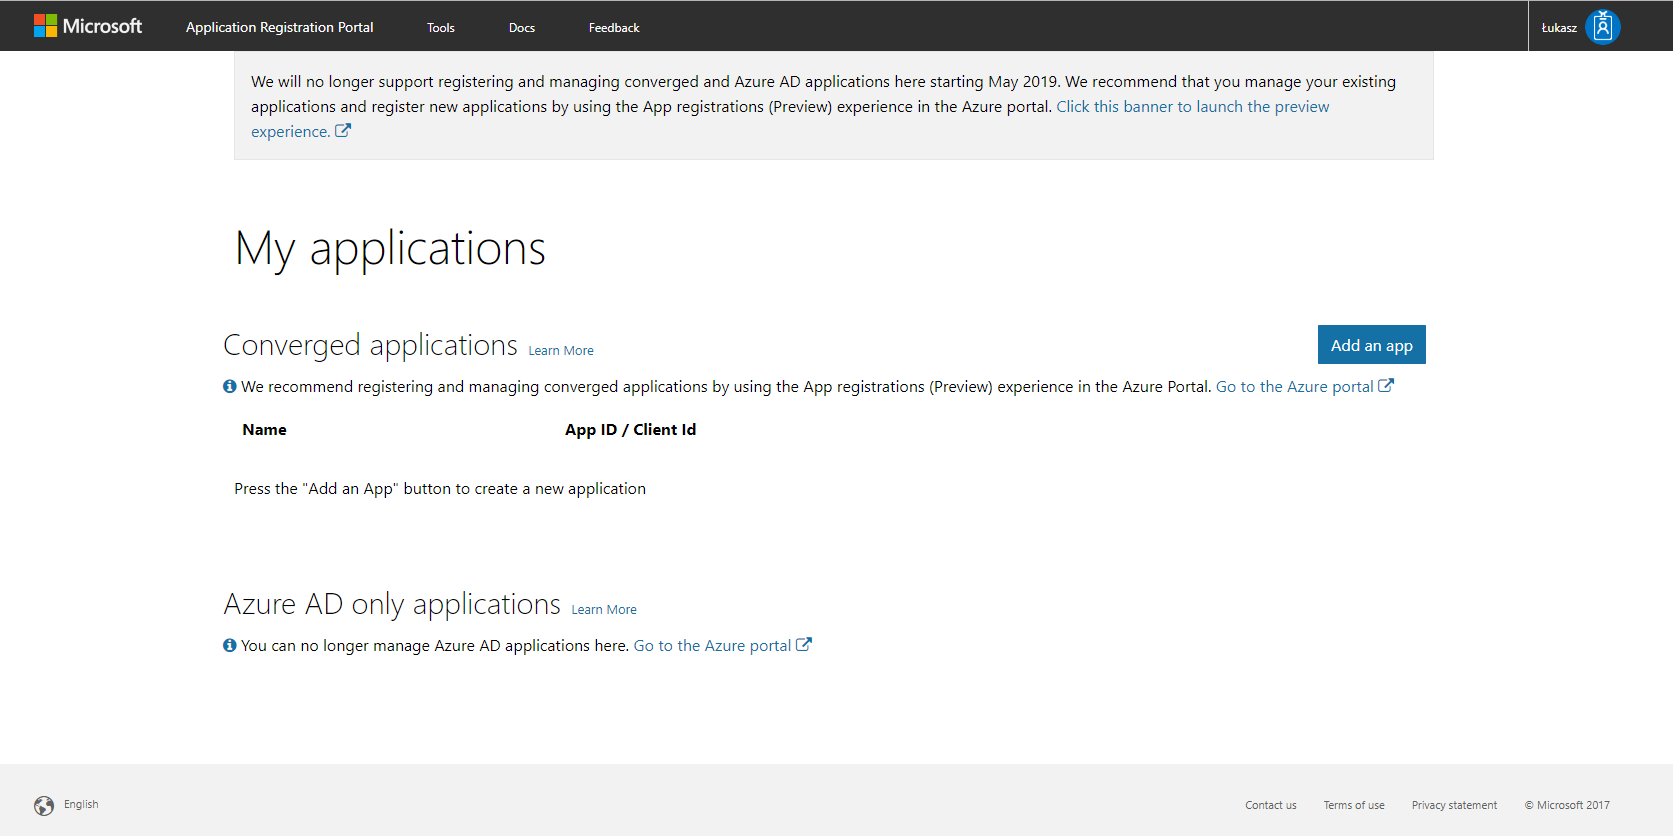 Microsoft Application Registration Portal Tools Docs Feedback Łukasz
We will no longer support registering and managing converged and Azure AD applications here starting May 2019. We recommend that you manage your existing
applications and register new applications by using the App registrations (Preview) experience in the Azure portal. Click this banner to launch the preview
experience.
My applications
Converged applications Learn More Add an app
We recommend registering and managing converged applications by using the App registrations (Preview) experience in the Azure Portal. Go to the Azure portal
Name App ID / Client Id
Press the "Add an App" button to create a new application
Azure AD only applications Learn More
You can no longer manage Azure AD applications here. Go to the Azure portal
English Contact us Terms of use Privacy statement © Microsoft 2017